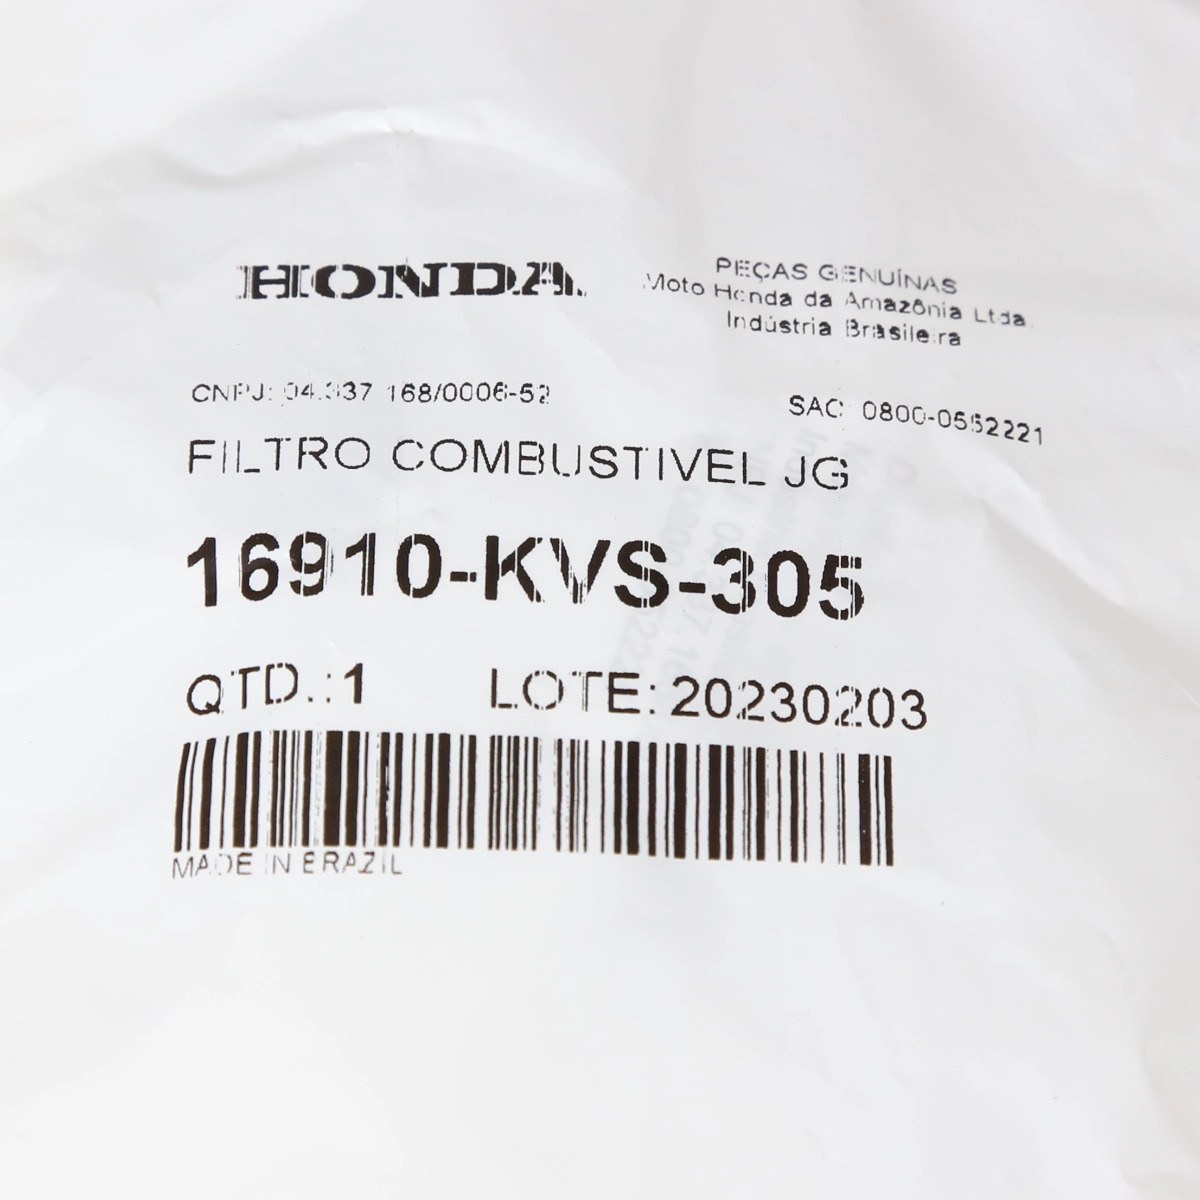 HONDA
PEÇAS GENUÍNAS
Moto Honda da Amazônia Ltda.
Indústria Brasileira
CNPJ: 04.337 168/0006-52
SAC: 0800-0552221
FILTRO COMBUSTIVEL JG
16910-KVS-305
QTD.:1 LOTE: 20230203
MADE IN BRAZIL